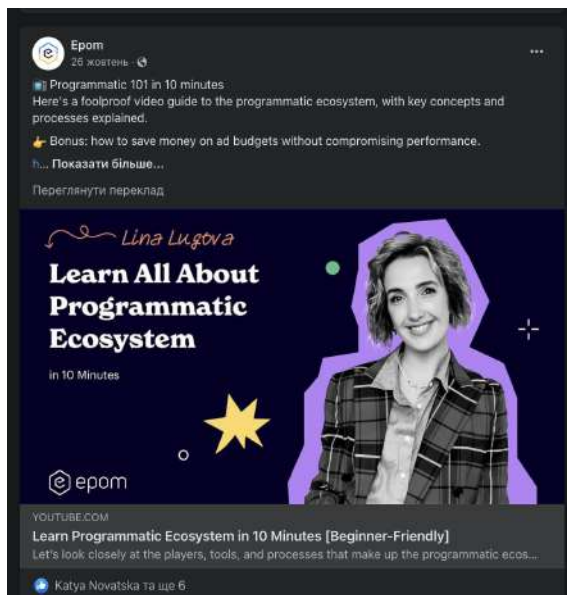 Epom
26 жовтень ·
Programmatic 101 in 10 minutes
Here's a foolproof video guide to the programmatic ecosystem, with key concepts and
processes explained.
👉 Bonus: how to save money on ad budgets without compromising performance.
h... Показати більше...
Переглянути переклад
Lina Lugova
Learn All About
Programmatic
Ecosystem
in 10 Minutes
epom
YOUTUBE.COM
Learn Programmatic Ecosystem in 10 Minutes [Beginner-Friendly]
Let's look closely at the players, tools, and processes that make up the programmatic ecos...
Katya Novatska та ще 6